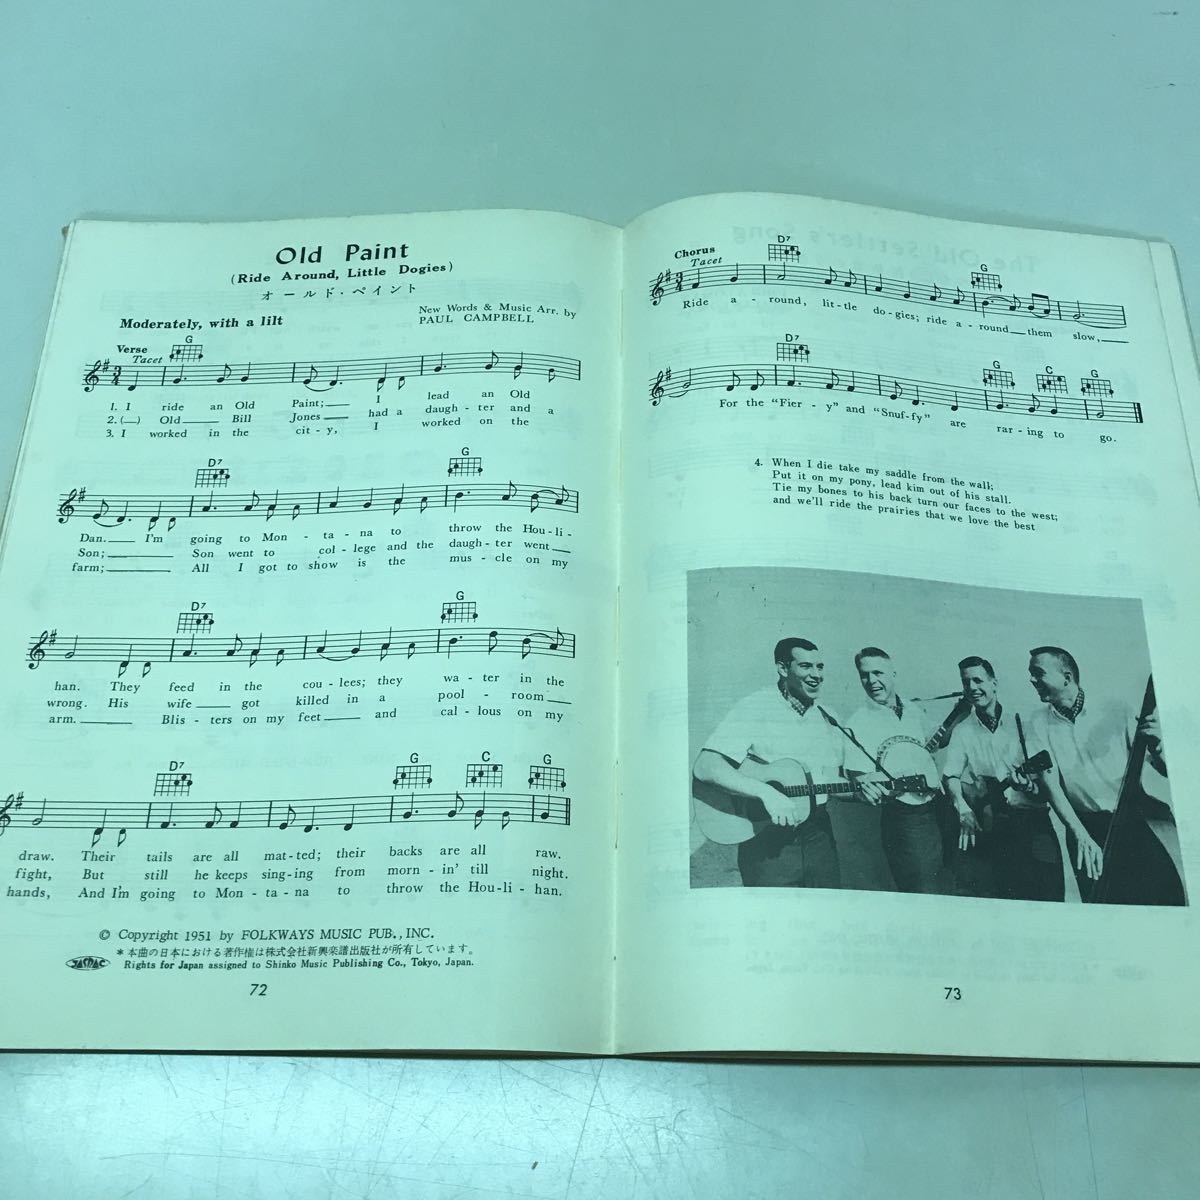 Old Paint
(Ride Around, Little Dogies)
オールド・ペイント
New Words & Music Arr. by
PAUL CAMPBELL
Moderately, with a lilt
Verse
Tacet
G
1. I ride an Old Paint; I lead an Old
2. (—) Old Bill Jones had a daugh-ter and a
3. I worked in the cit-y, I worked on the
D7 G
Dan. I'm going to Mon-ta-na to throw the Hou-li-
Son; Son went to col-lege and the daugh-ter went
farm; All I got to show is the mus-cle on my
D7 G
han. They feed in the cou-lees; they wa-ter in the
wrong. His wife got killed in a pool-room
arm. Blis-ters on my feet and cal-lous on my
D7 G C G
draw. Their tails are all mat-ted; their backs are all raw.
fight, But still he keeps sing-ing from morn-in' till night.
hands, And I'm going to Mon-ta-na to throw the Hou-li-han.
© Copyright 1951 by FOLKWAYS MUSIC PUB., INC.
*本曲の日本における著作権は株式会社新興楽譜出版社が所有しています。
JASRAC Rights for Japan assigned to Shinko Music Publishing Co., Tokyo, Japan.
72
Chorus
Tacet
D7 G
Ride a-round, lit-tle do-gies; ride a-round them slow,
D7 G C G
For the "Fier-y" and "Snuf-fy" are rar-ing to go.
4. When I die take my saddle from the wall;
Put it on my pony, lead kim out of his stall.
Tie my bones to his back turn our faces to the west;
and we'll ride the prairies that we love the best
73